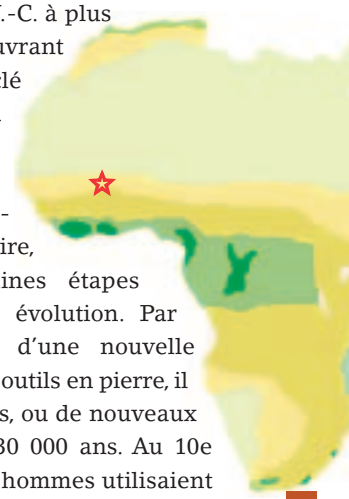 J.-C. à plus
uvrant
clé
-
ire,
ines étapes
évolution. Par
d'une nouvelle
outils en pierre, il
s, ou de nouveaux
30 000 ans. Au 10e
hommes utilisaient